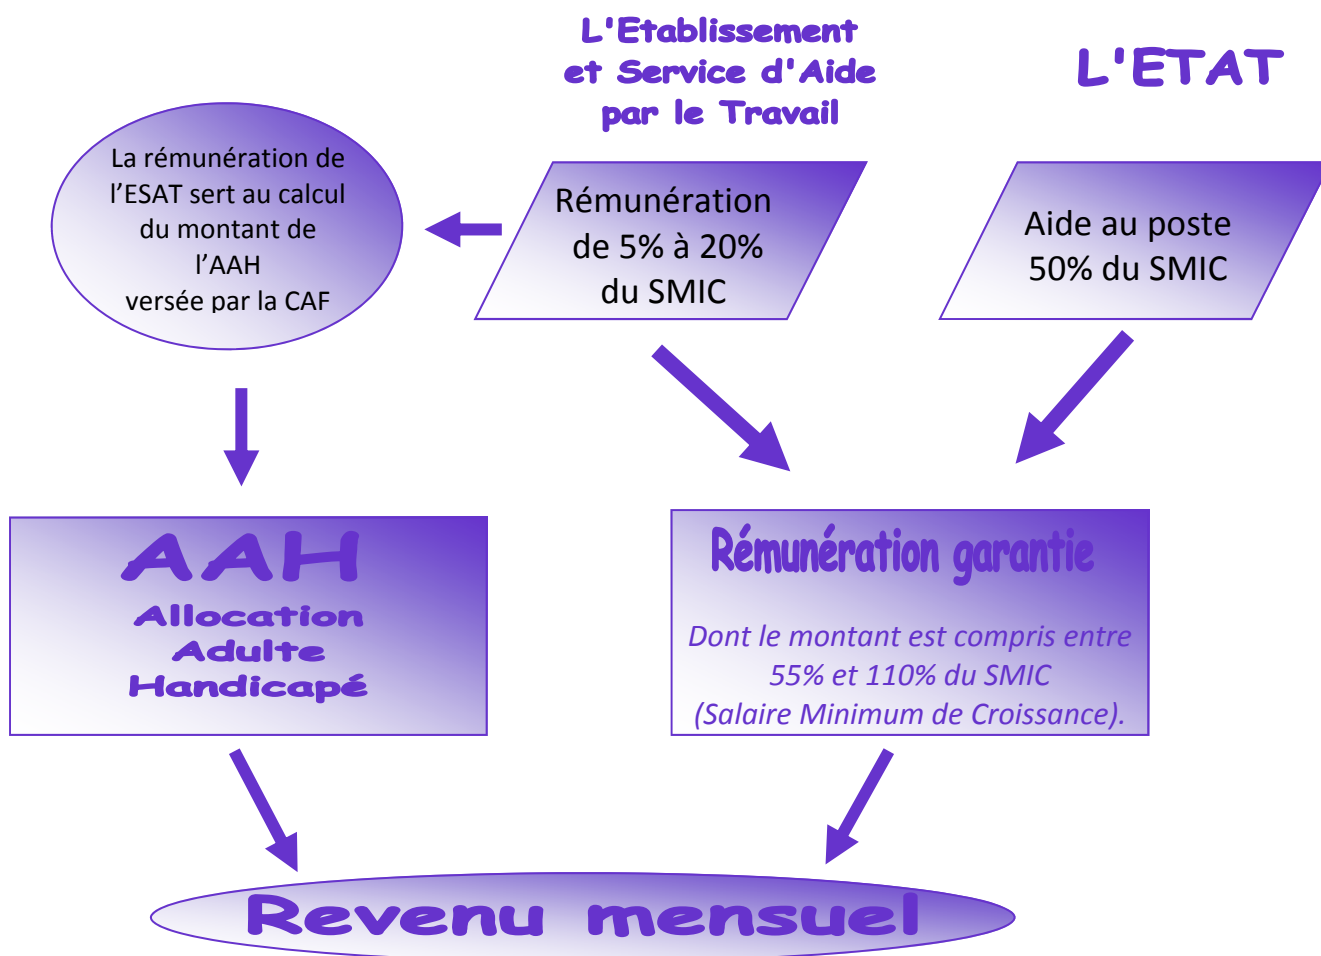 L'Etablissement
et Service d'Aide
par le Travail
L'ETAT
La rémunération de
l'ESAT sert au calcul
du montant de
l'AAH
versée par la CAF
Rémunération
de 5% à 20%
du SMIC
Aide au poste
50% du SMIC
AAH
Allocation
Adulte
Handicapé
Rémunération garantie
Dont le montant est compris entre
55% et 110% du SMIC
(Salaire Minimum de Croissance).
Revenu mensuel